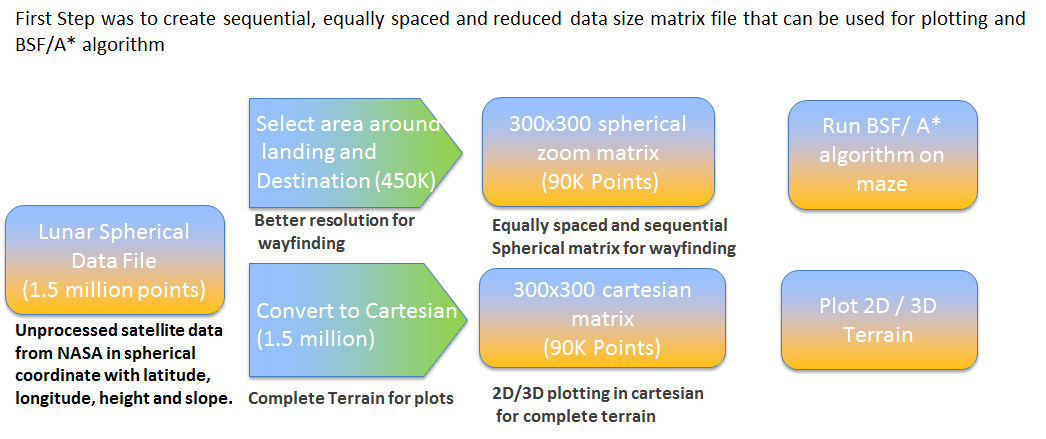 First Step was to create sequential, equally spaced and reduced data size matrix file that can be used for plotting and
BSF/A* algorithm
Lunar Spherical
Data File
(1.5 million points)
Unprocessed satellite data
from NASA in spherical
coordinate with latitude,
longitude, height and slope.
Select area around
landing and
Destination (450K)
Better resolution for
wayfinding
300x300 spherical
zoom matrix
(90K Points)
Equally spaced and sequential
Spherical matrix for wayfinding
Run BSF/ A*
algorithm on
maze
Convert to Cartesian
(1.5 million)
Complete Terrain for plots
300x300 cartesian
matrix
(90K Points)
2D/3D plotting in cartesian
for complete terrain
Plot 2D / 3D
Terrain